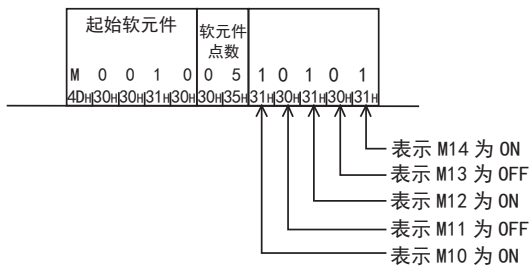 起始软元件
软元件
点数
M 0 0 1 0 0 5 1 0 1 0 1
4DH 30H 30H 31H 30H 30H 35H 31H 30H 31H 30H 31H
表示 M14 为 ON
表示 M13 为 OFF
表示 M12 为 ON
表示 M11 为 OFF
表示 M10 为 ON